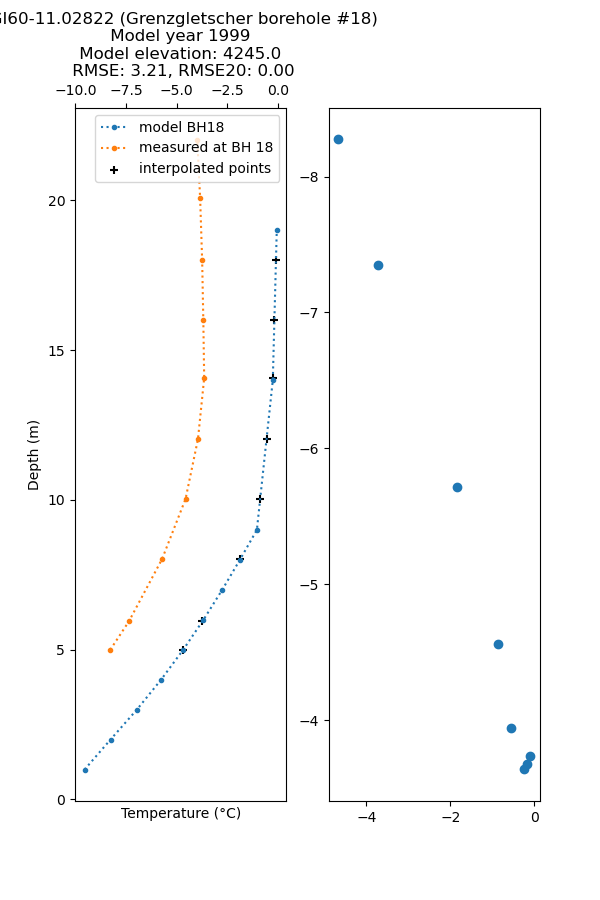 GI60-11.02822 (Grenzgletscher borehole #18)
Model year 1999
Model elevation: 4245.0
RMSE: 3.21, RMSE20: 0.00
−10.0 −7.5 −5.0 −2.5 0.0
model BH18
measured at BH 18
interpolated points
20
15
10
5
0
Depth (m)
Temperature (°C)
−8
−7
−6
−5
−4
−4 −2 0